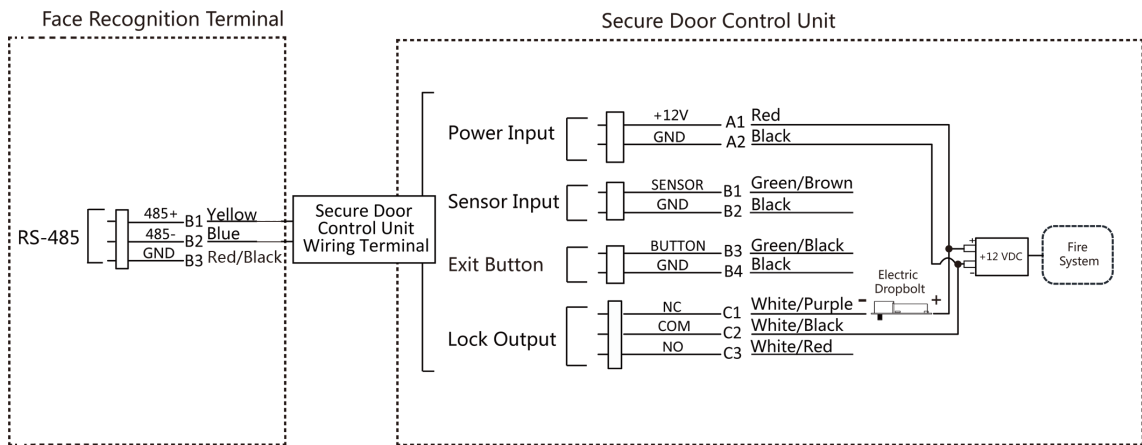 Face Recognition Terminal
Secure Door Control Unit
RS-485
485+ B1 Yellow
485- B2 Blue
GND B3 Red/Black
Secure Door
Control Unit
Wiring Terminal
Power Input
+12V A1 Red
GND A2 Black
Sensor Input
SENSOR B1 Green/Brown
GND B2 Black
Exit Button
BUTTON B3 Green/Black
GND B4 Black
Lock Output
NC C1 White/Purple
COM C2 White/Black
NO C3 White/Red
Electric
Dropbolt
- +
+
+12 VDC
-
Fire
System